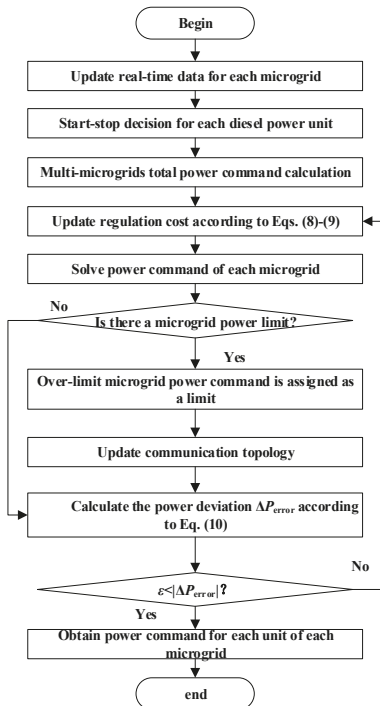 Begin
Update real-time data for each microgrid
Start-stop decision for each diesel power unit
Multi-microgrids total power command calculation
Update regulation cost according to Eqs. (8)-(9)
Solve power command of each microgrid
No
Is there a microgrid power limit?
Yes
Over-limit microgrid power command is assigned as
a limit
Update communication topology
Calculate the power deviation ΔPerror according
to Eq. (10)
No
ε<|ΔPerror|?
Yes
Obtain power command for each unit of each
microgrid
end